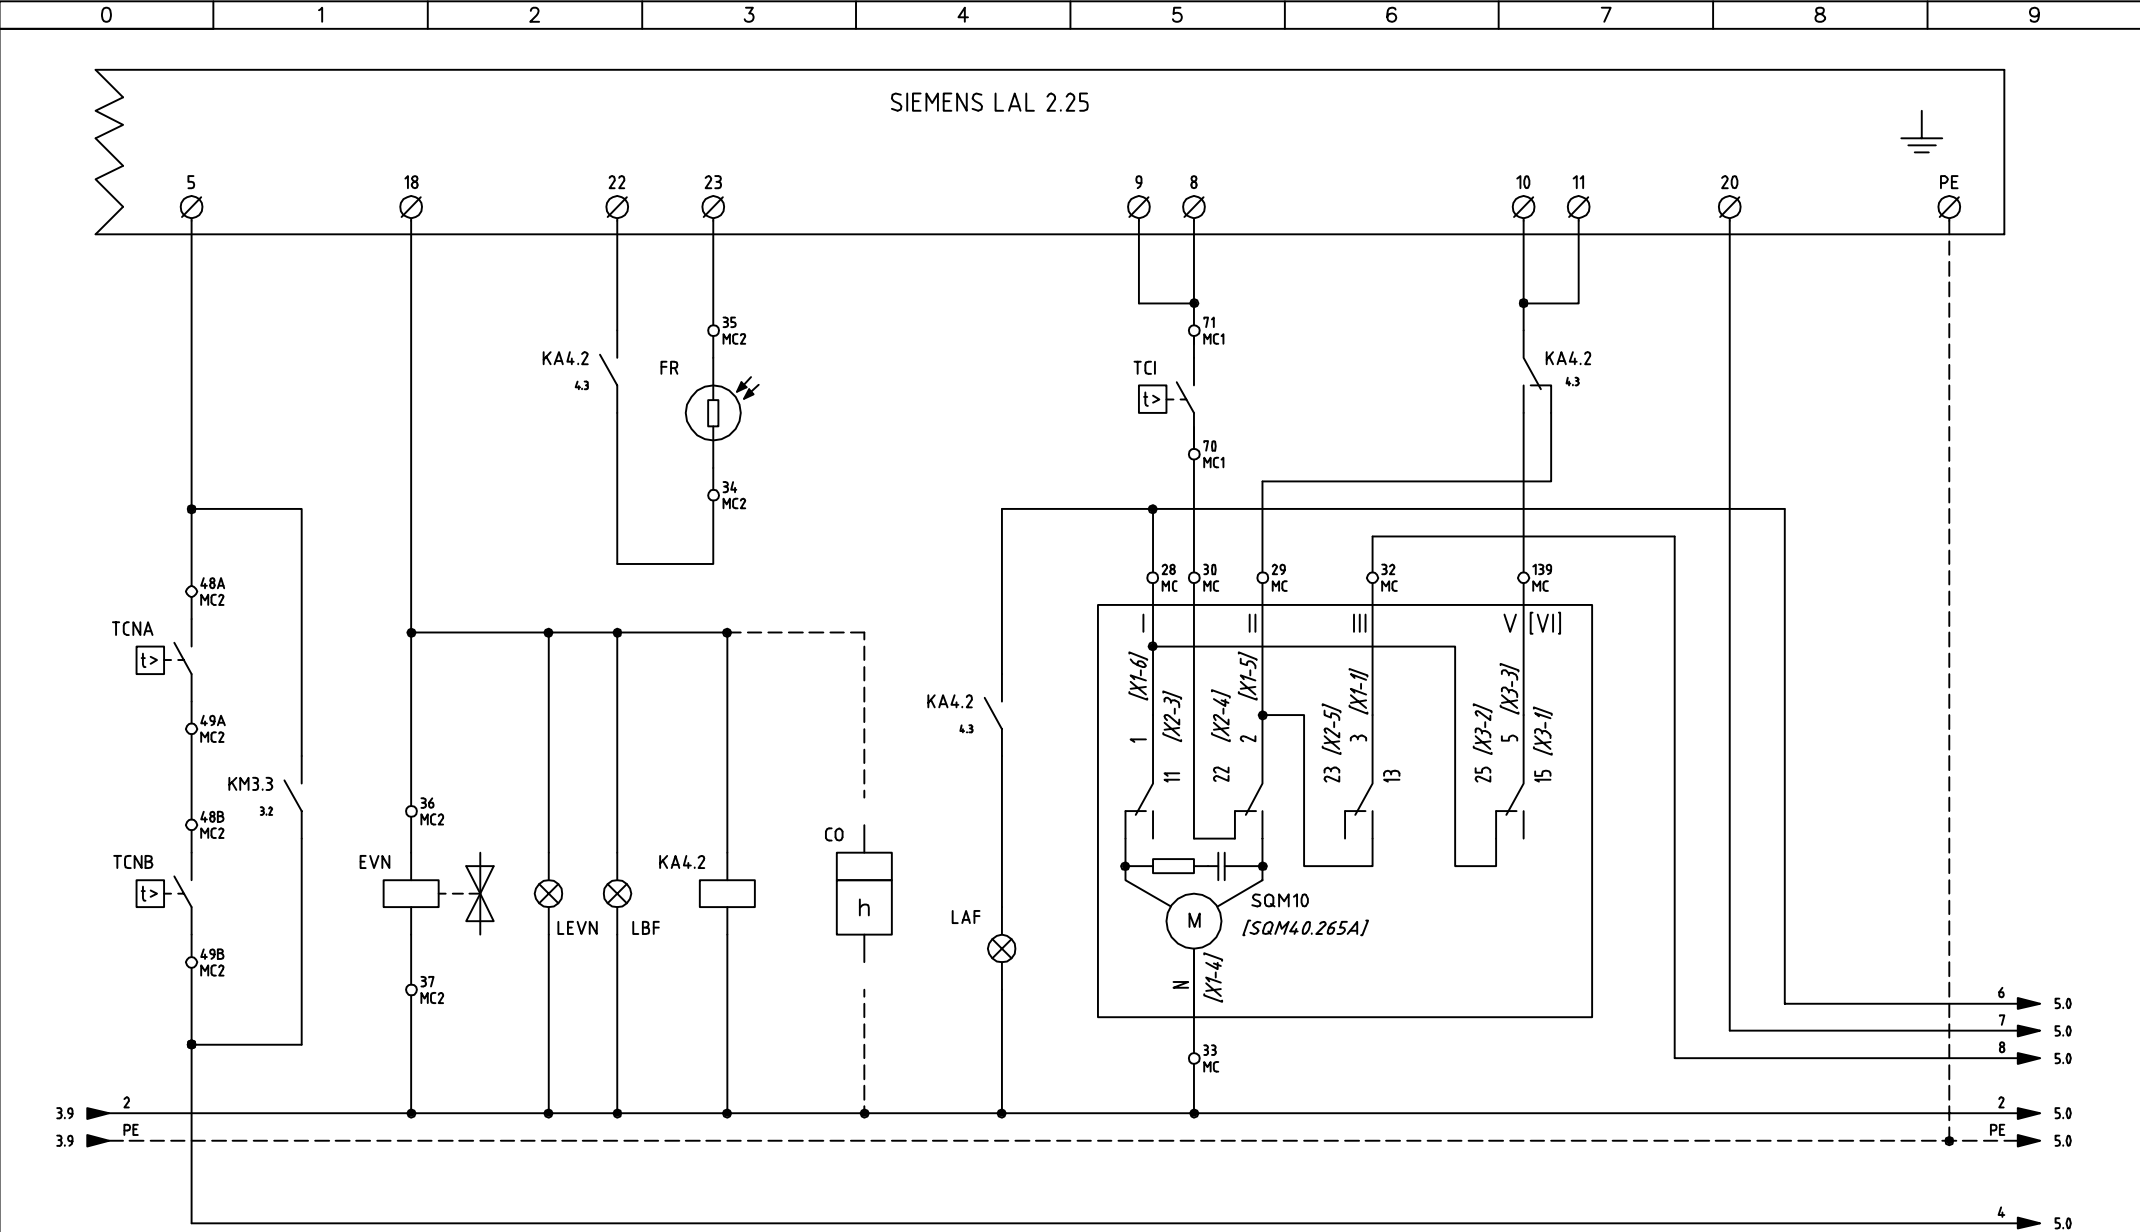 0 1 2 3 4 5 6 7 8 9
SIEMENS LAL 2.25
5 18 22 23 9 8 10 11 20 PE
35
MC2
71
MC1
KA4.2
4.3
FR
TCI
t>
KA4.2
4.3
70
MC1
34
MC2
48A
MC2
28
MC
30
MC
29
MC
32
MC
139
MC
TCNA
t>
I II III V [VI]
1 [X1-6]
11 [X2-3]
22 [X2-4]
2 [X1-5]
23 [X2-5]
3 [X1-1]
13
25 [X3-2]
5 [X3-3]
15 [X3-1]
KA4.2
4.3
49A
MC2
KM3.3
3.2
48B
MC2
36
MC2
CO
h
TCNB
t>
EVN
KA4.2
LEVN
LBF
LAF
M
SQM10
[SQM40.265A]
49B
MC2
37
MC2
N [X1-4]
6 5.0
7 5.0
8 5.0
33
MC
3.9 2 2 5.0
3.9 PE PE 5.0
4 5.0